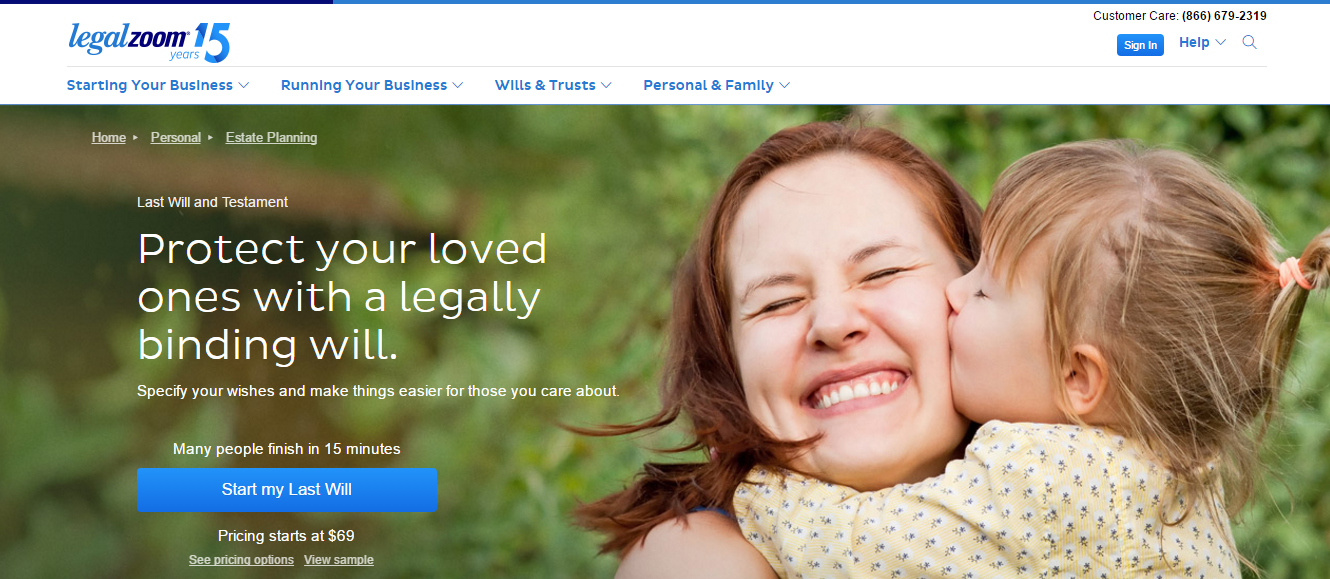 Customer Care: (866) 679-2319
legalzoom® 15
years
Sign In
Help
Starting Your Business
Running Your Business
Wills & Trusts
Personal & Family
Home
Personal
Estate Planning
Last Will and Testament
Protect your loved
ones with a legally
binding will.
Specify your wishes and make things easier for those you care about.
Many people finish in 15 minutes
Start my Last Will
Pricing starts at $69
See pricing options
View sample